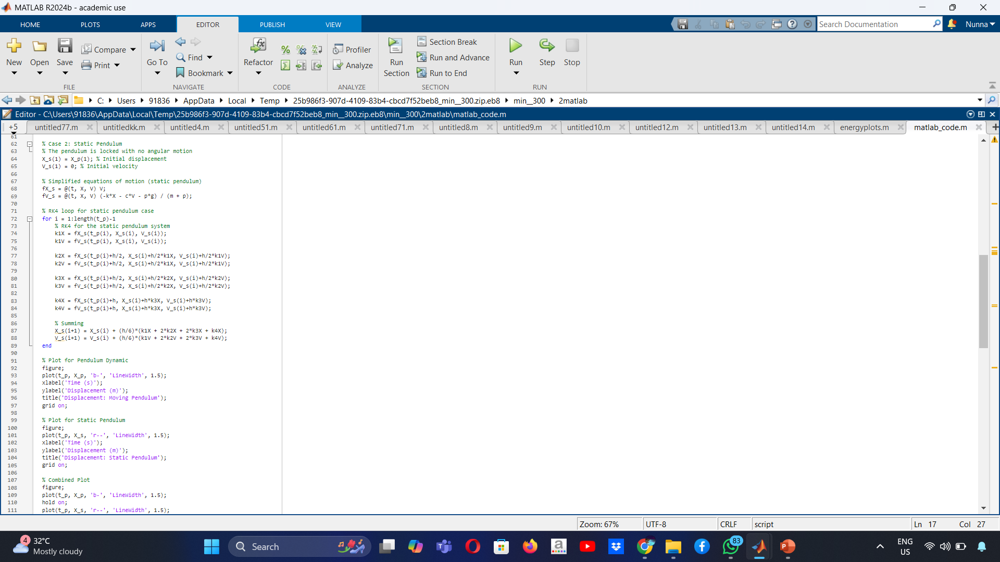 MATLAB R2024b - academic use
HOME PLOTS APPS EDITOR PUBLISH VIEW
Search Documentation
Nunna
New
Open
Save
Compare
Print
FILE
Go To
Find
Bookmark
NAVIGATE
Refactor
CODE
Profiler
Analyze
ANALYZE
Run Section
Section Break
Run and Advance
Run to End
SECTION
Run
Step
Stop
RUN
C: Users 91836 AppData Local Temp 25b986f3-907d-4109-83b4-cbcd7f52beb8_min__300.zip.eb8 min__300 2matlab
Editor - C:\Users\91836\AppData\Local\Temp\25b986f3-907d-4109-83b4-cbcd7f52beb8_min__300.zip.eb8\min__300\2matlab\matlab_code.m
+5 untitled77.m untitledkk.m untitled4.m untitled51.m untitled61.m untitled71.m untitled8.m untitled9.m untitled10.m untitled12.m untitled13.m untitled14.m energyplots.m matlab_code.m
61
62 % Case 2: Static Pendulum
63 % The pendulum is locked with no angular motion
64 X_s(1) = X_p(1); % Initial displacement
65 V_s(1) = 0; % Initial velocity
66
67 % Simplified equations of motion (static pendulum)
68 fX_s = @(t, X, V) V;
69 fV_s = @(t, X, V) (-k*X - c*V - p*g) / (m + p);
70
71 % RK4 loop for static pendulum case
72 for i = 1:length(t_p)-1
73 % RK4 for the static pendulum system
74 k1X = fX_s(t_p(i), X_s(i), V_s(i));
75 k1V = fV_s(t_p(i), X_s(i), V_s(i));
76
77 k2X = fX_s(t_p(i)+h/2, X_s(i)+h/2*k1X, V_s(i)+h/2*k1V);
78 k2V = fV_s(t_p(i)+h/2, X_s(i)+h/2*k1X, V_s(i)+h/2*k1V);
79
80 k3X = fX_s(t_p(i)+h/2, X_s(i)+h/2*k2X, V_s(i)+h/2*k2V);
81 k3V = fV_s(t_p(i)+h/2, X_s(i)+h/2*k2X, V_s(i)+h/2*k2V);
82
83 k4X = fX_s(t_p(i)+h, X_s(i)+h*k3X, V_s(i)+h*k3V);
84 k4V = fV_s(t_p(i)+h, X_s(i)+h*k3X, V_s(i)+h*k3V);
85
86 % Summing
87 X_s(i+1) = X_s(i) + (h/6)*(k1X + 2*k2X + 2*k3X + k4X);
88 V_s(i+1) = V_s(i) + (h/6)*(k1V + 2*k2V + 2*k3V + k4V);
89 end
90
91 % Plot for Pendulum Dynamic
92 figure;
93 plot(t_p, X_p, 'b-', 'LineWidth', 1.5);
94 xlabel('Time (s)');
95 ylabel('Displacement (m)');
96 title('Displacement: Moving Pendulum');
97 grid on;
98
99 % Plot for Static Pendulum
100 figure;
101 plot(t_p, X_s, 'r--', 'LineWidth', 1.5);
102 xlabel('Time (s)');
103 ylabel('Displacement (m)');
104 title('Displacement: Static Pendulum');
105 grid on;
106
107 % Combined Plot
108 figure;
109 plot(t_p, X_p, 'b-', 'LineWidth', 1.5);
110 hold on;
111 plot(t_p, X_s, 'r--', 'LineWidth', 1.5);
Zoom: 67% UTF-8 CRLF script Ln 17 Col 27
4
32°C
Mostly cloudy
Search
83
ENG
US